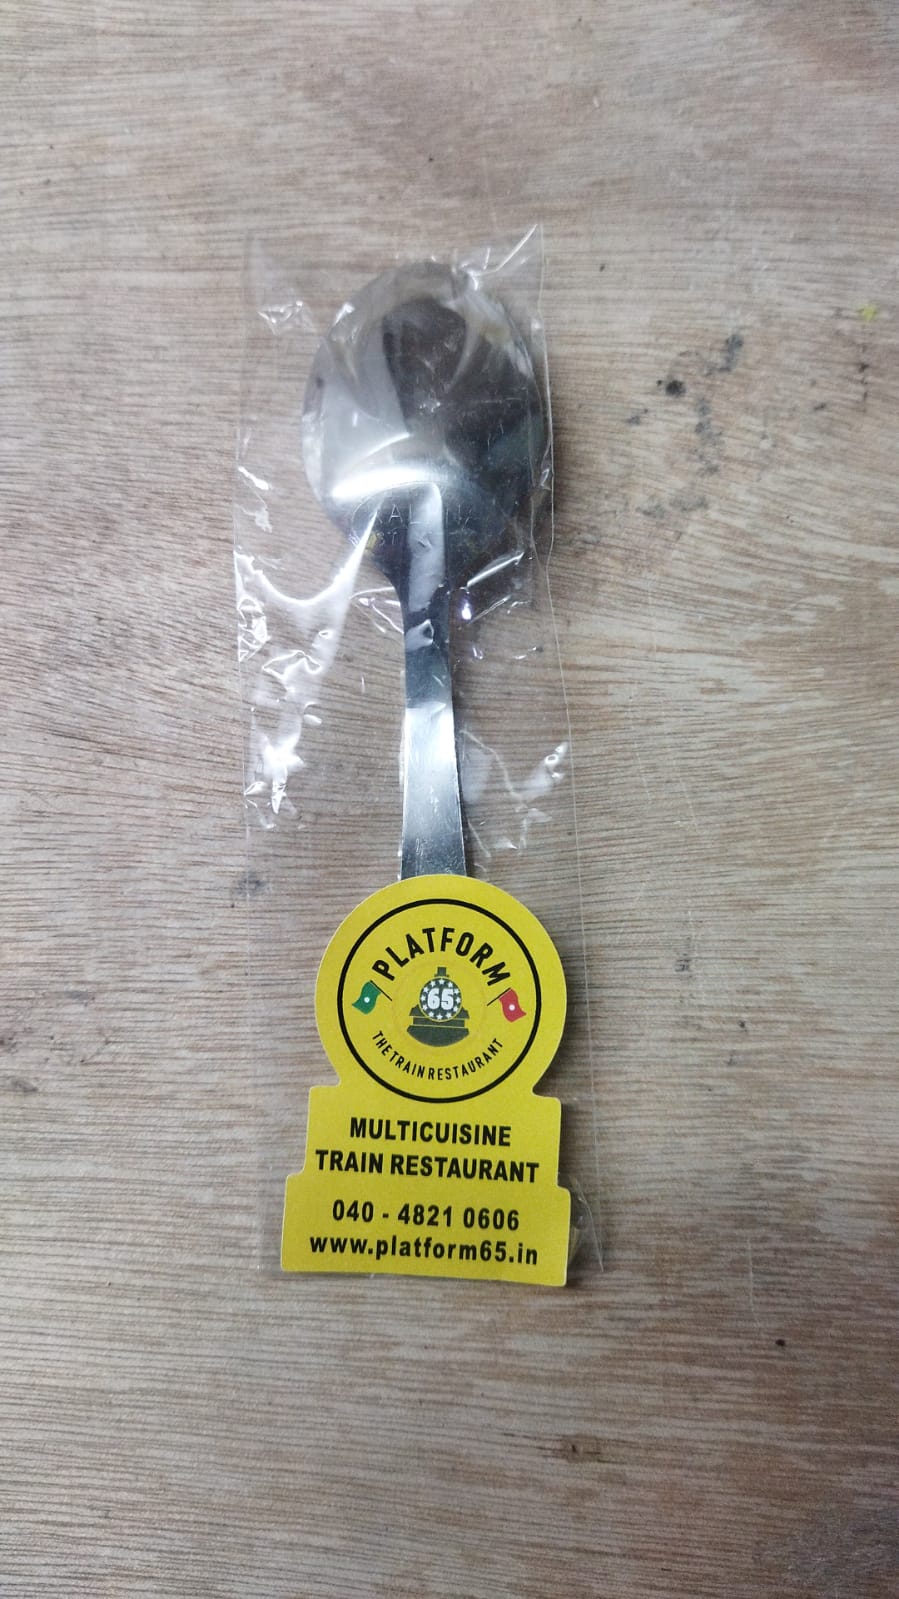 PLATFORM
65
THE TRAIN RESTAURANT
MULTICUISINE
TRAIN RESTAURANT
040 - 4821 0606
www.platform65.in